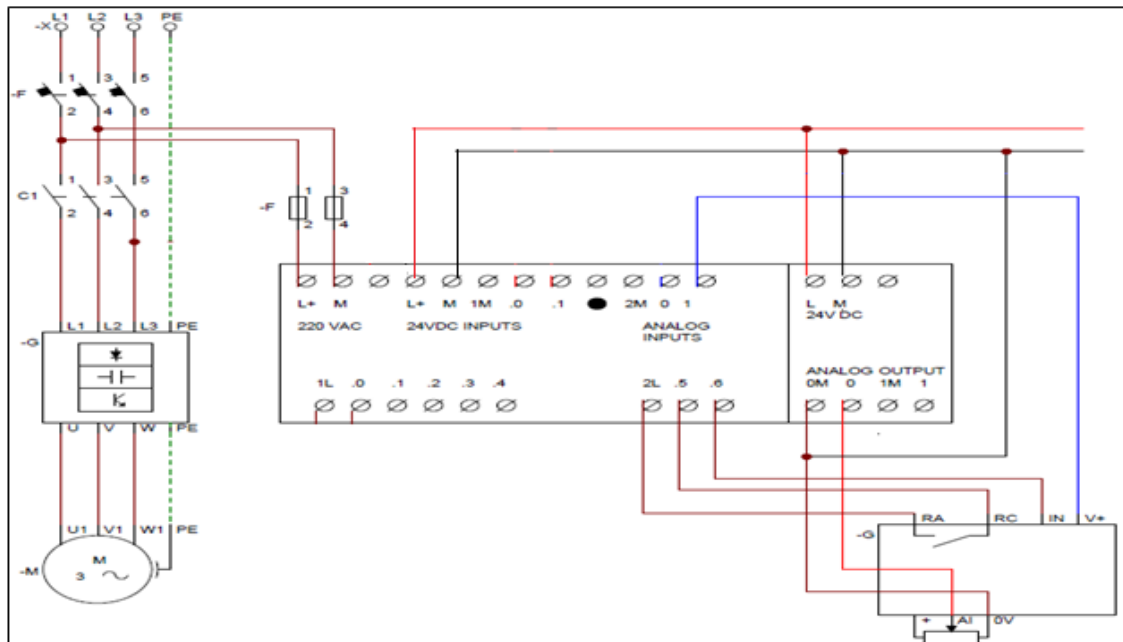 L1 L2 L3 PE
-X
1 3 5
-F
2 4 6
1 3 5
C1
2 4 6
1 3
-F
2 4
L+ M L+ M 1M .0 .1 2M 0 1
220 VAC 24VDC INPUTS ANALOG INPUTS
L M
24V DC
L1 L2 L3 PE
-G
1L .0 .1 .2 .3 .4 2L .5 .6
ANALOG OUTPUT
0M 0 1M 1
U V W PE
U1 V1 W1 PE
M
3
-M
RA RC IN V+
-G
+ AI 0V